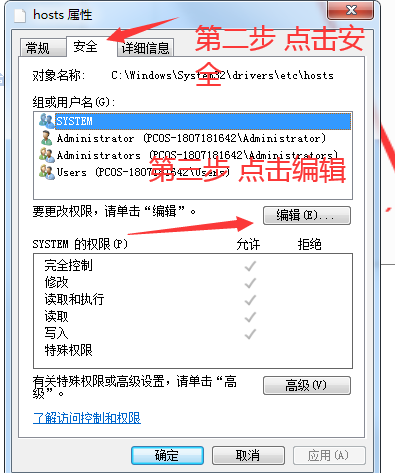 hosts 属性
常规
安全
详细信息
第二步 点击安全
对象名称: C:\Windows\System32\drivers\etc\hosts
组或用户名(G):
SYSTEM
Administrator (PCOS-1807181642\Administrator)
Administrators (PCOS-1807181642\Administrators)
Users (PCOS-1807181642\Users)
第三步 点击编辑
要更改权限，请单击“编辑”。
编辑(E)...
SYSTEM 的权限(P) 允许 拒绝
完全控制
修改
读取和执行
读取
写入
特殊权限
有关特殊权限或高级设置，请单击“高级”。
高级(V)
了解访问控制和权限
确定 取消 应用(A)